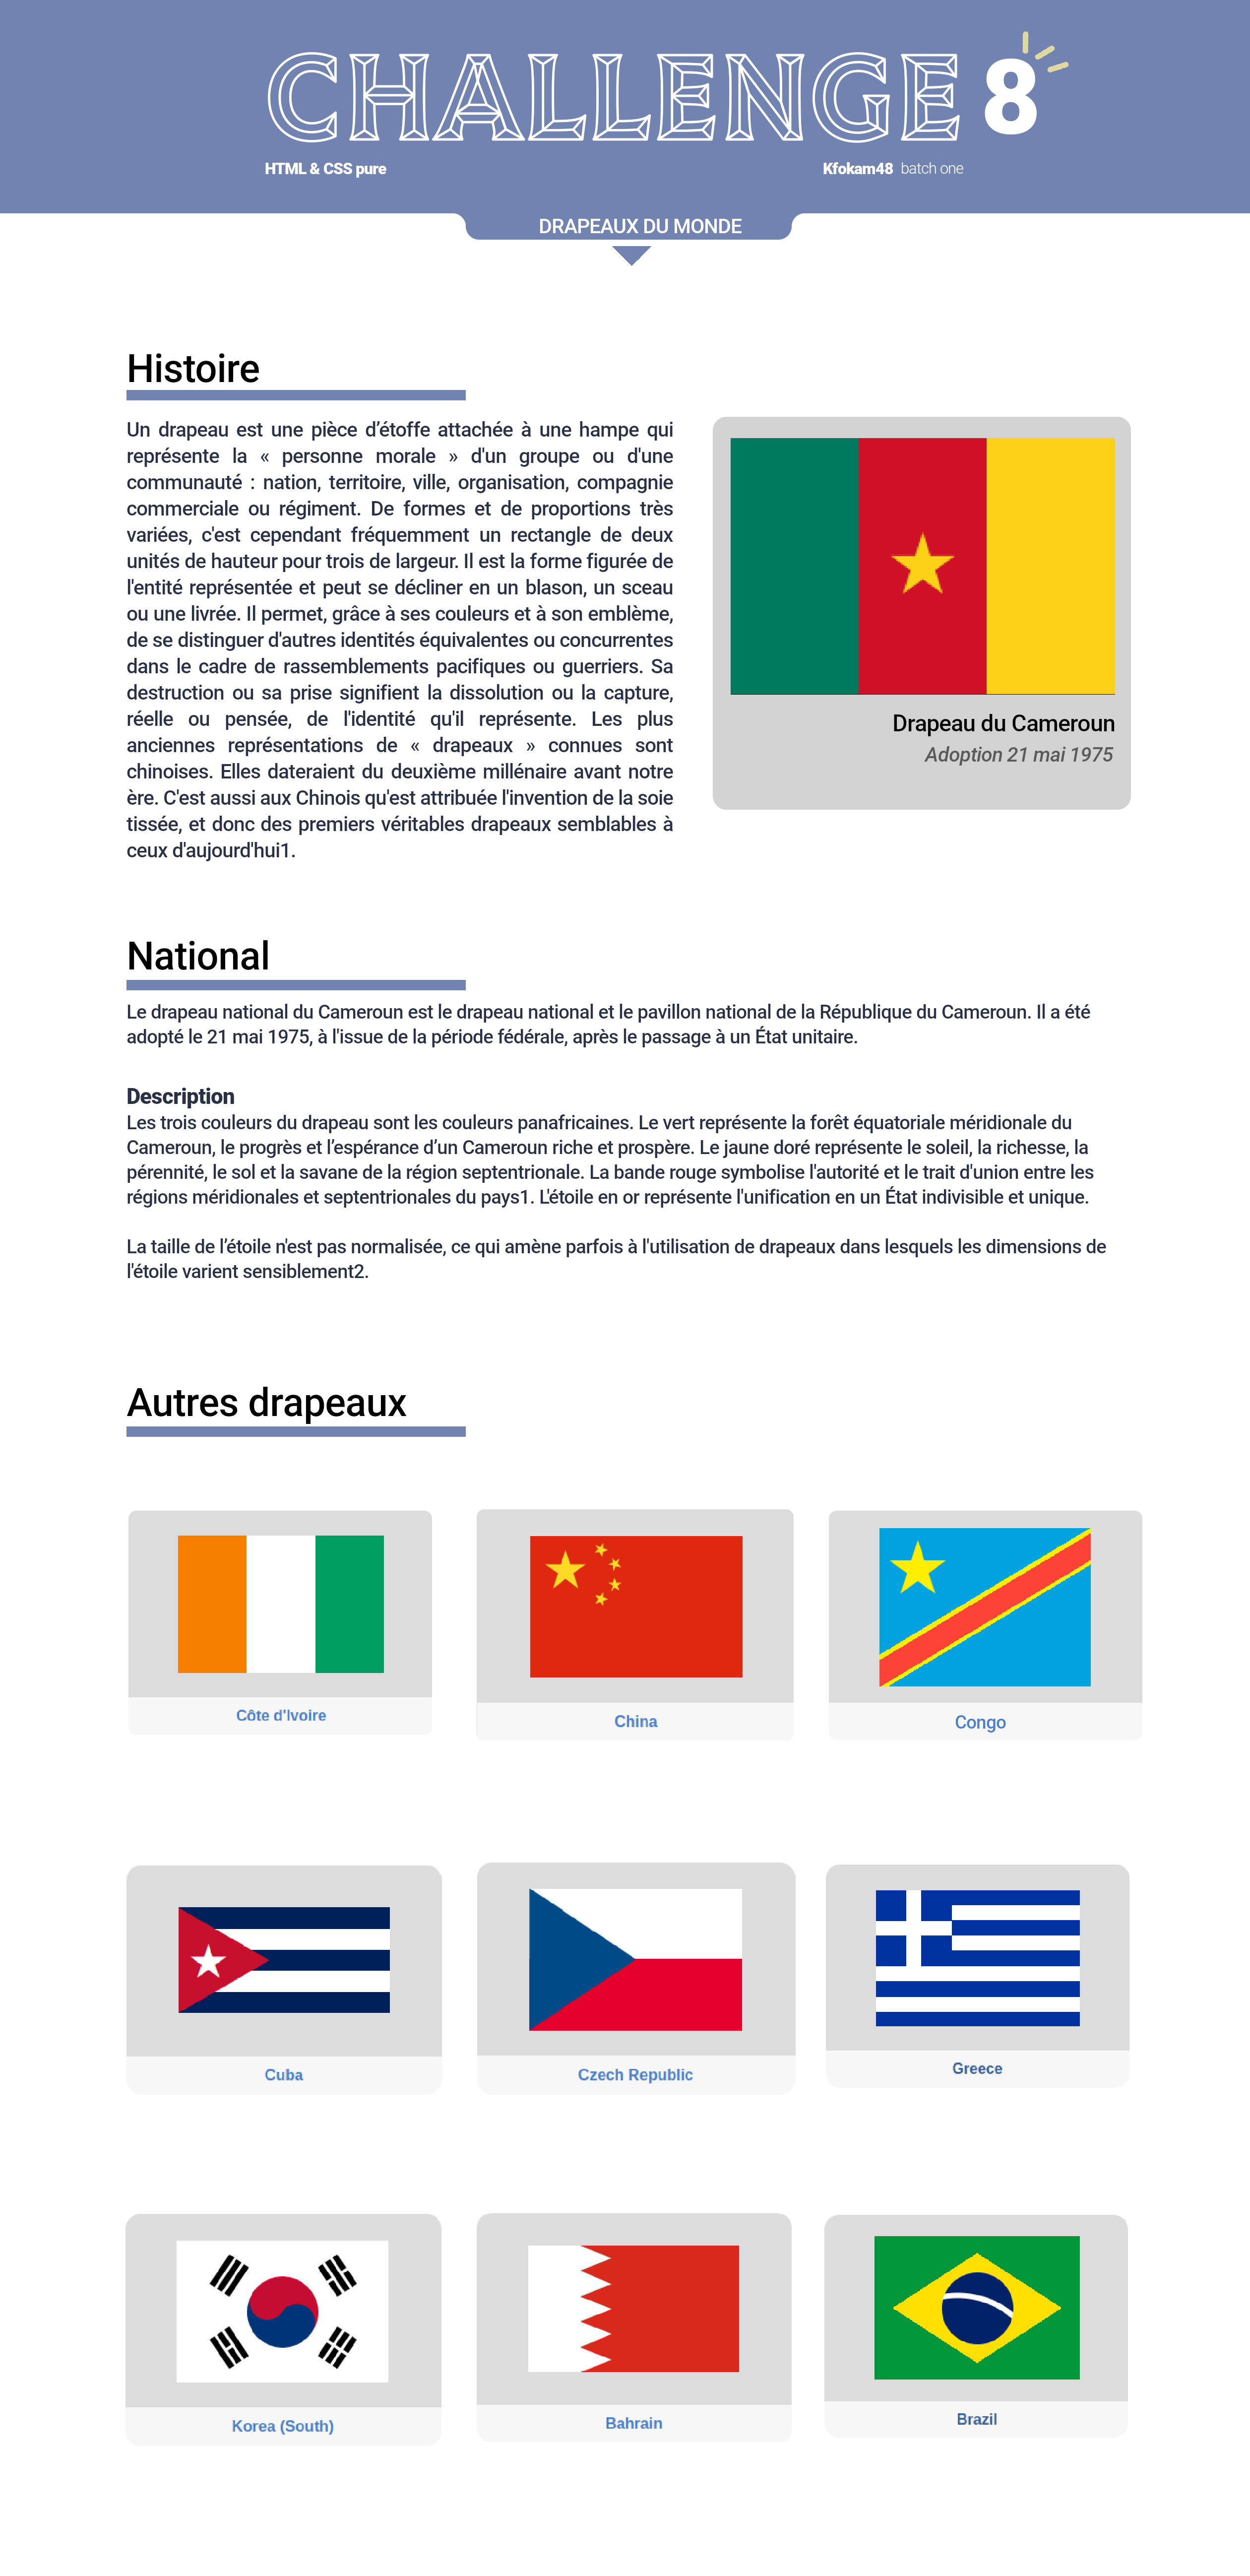 CHALLENGE 8
HTML & CSS pure
Kfokam48 batch one
DRAPEAUX DU MONDE
Histoire
Un drapeau est une pièce d’étoffe attachée à une hampe qui
représente la « personne morale » d'un groupe ou d'une
communauté : nation, territoire, ville, organisation, compagnie
commerciale ou régiment. De formes et de proportions très
variées, c'est cependant fréquemment un rectangle de deux
unités de hauteur pour trois de largeur. Il est la forme figurée de
l'entité représentée et peut se décliner en un blason, un sceau
ou une livrée. Il permet, grâce à ses couleurs et à son emblème,
de se distinguer d'autres identités équivalentes ou concurrentes
dans le cadre de rassemblements pacifiques ou guerriers. Sa
destruction ou sa prise signifient la dissolution ou la capture,
réelle ou pensée, de l'identité qu'il représente. Les plus
anciennes représentations de « drapeaux » connues sont
chinoises. Elles dateraient du deuxième millénaire avant notre
ère. C'est aussi aux Chinois qu'est attribuée l'invention de la soie
tissée, et donc des premiers véritables drapeaux semblables à
ceux d'aujourd'hui1.
Drapeau du Cameroun
Adoption 21 mai 1975
National
Le drapeau national du Cameroun est le drapeau national et le pavillon national de la République du Cameroun. Il a été
adopté le 21 mai 1975, à l'issue de la période fédérale, après le passage à un État unitaire.
Description
Les trois couleurs du drapeau sont les couleurs panafricaines. Le vert représente la forêt équatoriale méridionale du
Cameroun, le progrès et l’espérance d’un Cameroun riche et prospère. Le jaune doré représente le soleil, la richesse, la
pérennité, le sol et la savane de la région septentrionale. La bande rouge symbolise l'autorité et le trait d'union entre les
régions méridionales et septentrionales du pays1. L'étoile en or représente l'unification en un État indivisible et unique.
La taille de l’étoile n'est pas normalisée, ce qui amène parfois à l'utilisation de drapeaux dans lesquels les dimensions de
l'étoile varient sensiblement2.
Autres drapeaux
Côte d'Ivoire
China
Congo
Cuba
Czech Republic
Greece
Korea (South)
Bahrain
Brazil